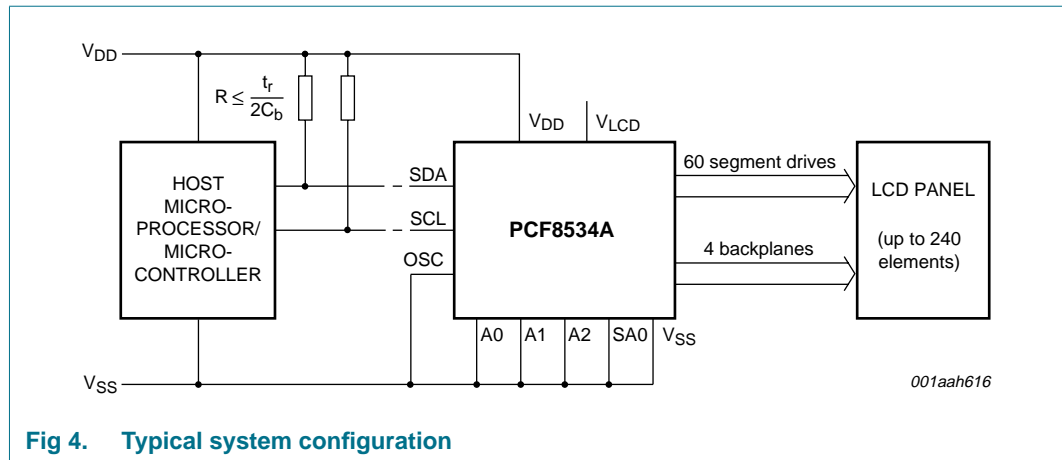 VDD
R ≤ tr
2Cb
VDD
VLCD
HOST
MICRO-
PROCESSOR/
MICRO-
CONTROLLER
SDA
SCL
OSC
PCF8534A
60 segment drives
4 backplanes
LCD PANEL
(up to 240
elements)
A0 A1 A2 SA0 VSS
VSS
001aah616
Fig 4. Typical system configuration